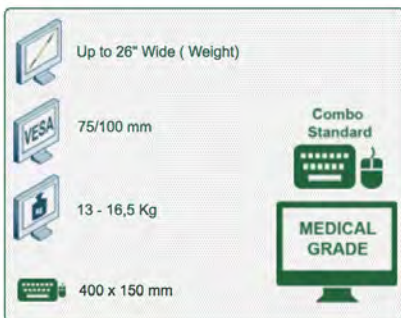 Up to 26" Wide ( Weight)
VESA
75/100 mm
13 - 16,5 Kg
400 x 150 mm
Combo
Standard
MEDICAL
GRADE